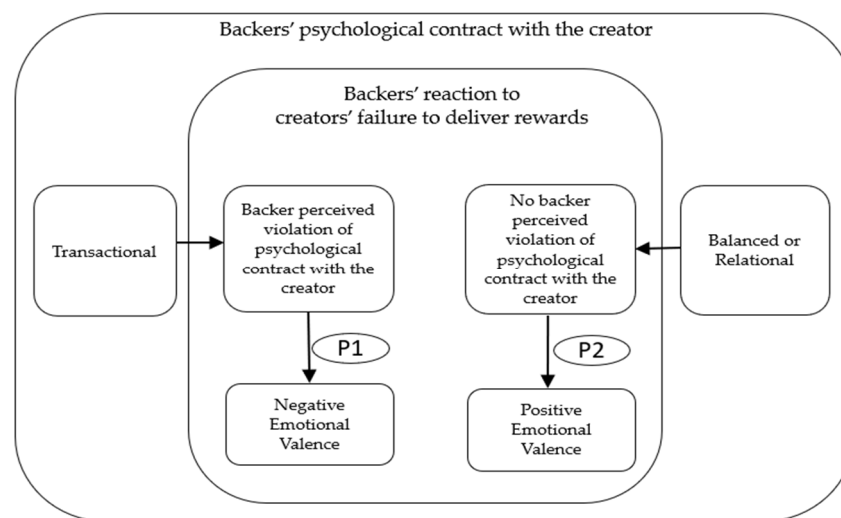 Backers’ psychological contract with the creator
Backers’ reaction to
creators’ failure to deliver rewards
Transactional
Backer perceived
violation of
psychological
contract with the
creator
No backer
perceived
violation of
psychological
contract with the
creator
Balanced or
Relational
P1
P2
Negative
Emotional
Valence
Positive
Emotional
Valence